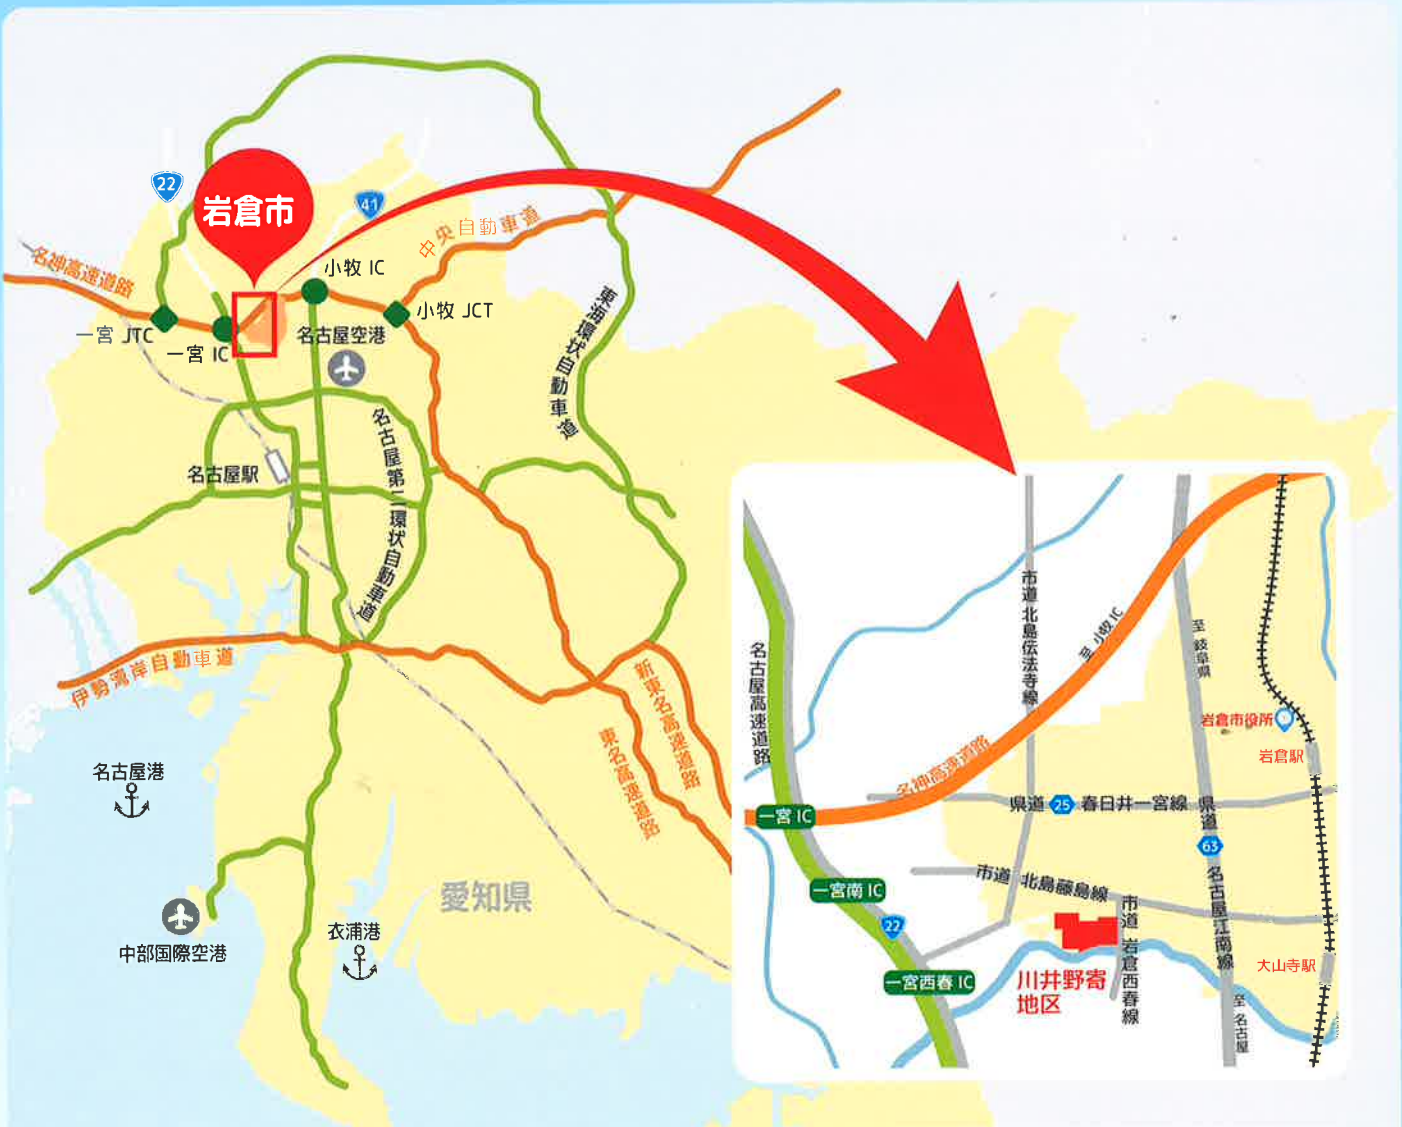 22
岩倉市
41
中央自動車道
名神高速道路
小牧 IC
小牧 JCT
一宮 JTC
一宮 IC
名古屋空港
東海環状自動車道
名古屋第二環状自動車道
名古屋駅
伊勢湾岸自動車道
新東名高速道路
東名高速道路
名古屋港
愛知県
衣浦港
中部国際空港
市道 北島伝法寺線
至 小牧 IC
至 岐阜県
名古屋高速道路
岩倉市役所
岩倉駅
名神高速道路
県道 25 春日井一宮線
一宮 IC
県道 63 名古屋江南線
市道 北島藤島線
一宮南 IC
市道 岩倉西春線
22
一宮西春 IC
川井野寄
地区
大山寺駅
至 名古屋